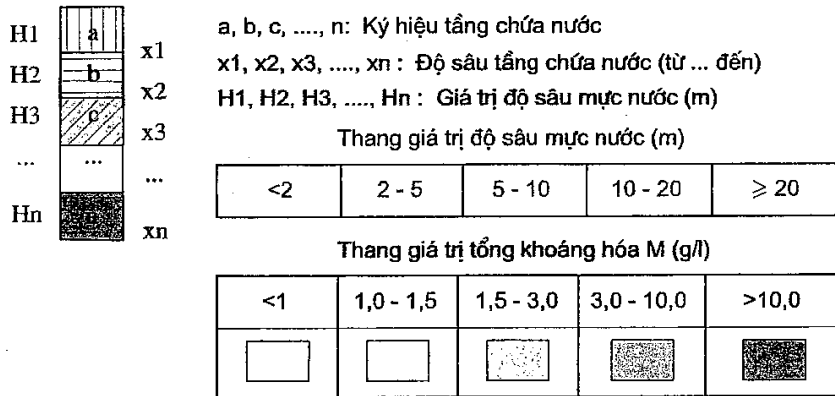 H1 a x1
H2 b x2
H3 c x3
... ... ...
Hn n xn
a, b, c, ...., n: Ký hiệu tầng chứa nước
x1, x2, x3, ...., xn : Độ sâu tầng chứa nước (từ ... đến)
H1, H2, H3, ...., Hn : Giá trị độ sâu mực nước (m)
Thang giá trị độ sâu mực nước (m)
<2 2 - 5 5 - 10 10 - 20 ⩾ 20
Thang giá trị tổng khoáng hóa M (g/l)
<1 1,0 - 1,5 1,5 - 3,0 3,0 - 10,0 >10,0